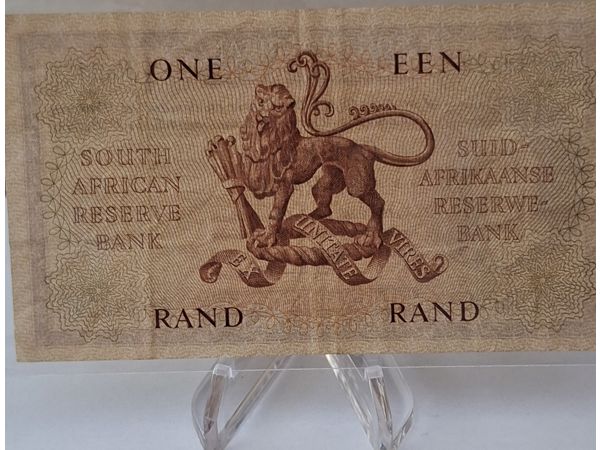 ONE EEN
SOUTH
AFRICAN
RESERVE
BANK
SUID-
AFRIKAANSE
RESERWE-
BANK
EX UNITATE VIRES
RAND RAND